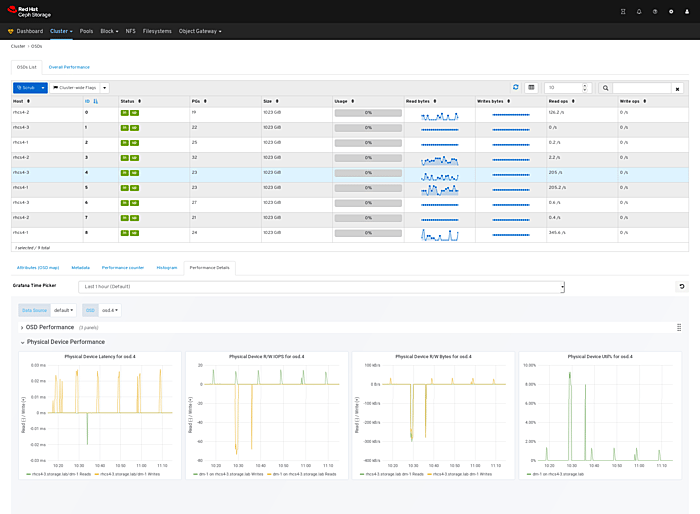 Red Hat
Ceph Storage
Dashboard Cluster Pools Block NFS Filesystems Object Gateway
Cluster OSDs
OSDs List Overall Performance
Scrub Cluster-wide Flags 10
Host ID Status PGs Size Usage Read bytes Writes bytes Read ops Write ops
rhcs4-2 0 in up 19 1023 GiB 0% 126.2 /s 0 /s
rhcs4-3 1 in up 22 1023 GiB 0% 0 /s 0 /s
rhcs4-1 2 in up 25 1023 GiB 0% 0.2 /s 0 /s
rhcs4-2 3 in up 32 1023 GiB 0% 2.2 /s 0 /s
rhcs4-3 4 in up 23 1023 GiB 0% 205 /s 0 /s
rhcs4-1 5 in up 23 1023 GiB 0% 205.2 /s 0 /s
rhcs4-3 6 in up 27 1023 GiB 0% 0.6 /s 0 /s
rhcs4-2 7 in up 21 1023 GiB 0% 0.4 /s 0 /s
rhcs4-1 8 in up 24 1023 GiB 0% 345.6 /s 0 /s
1 selected / 9 total
Attributes (OSD map) Metadata Performance counter Histogram Performance Details
Grafana Time Picker Last 1 hour (Default)
Data Source default OSD osd.4
OSD Performance (3 panels)
Physical Device Performance
Physical Device Latency for osd.4 Physical Device R/W IOPS for osd.4 Physical Device R/W Bytes for osd.4 Physical Device Util% for osd.4
Read (-) / Write (+)
0.03 ms
0.02 ms
0.01 ms
0 ms
-0.01 ms
-0.02 ms
-0.03 ms
10:20 10:30 10:40 10:50 11:00 11:10
rhcs4-3.storage.lab/dm-1 Reads rhcs4-3.storage.lab/dm-1 Writes
Read (-) / Write (+)
20
0
-20
-40
-60
-80
10:20 10:30 10:40 10:50 11:00 11:10
dm-1 on rhcs4-3.storage.lab Writes dm-1 on rhcs4-3.storage.lab Reads
Read (-) / Write (+)
100 kB/s
0 B/s
-100 kB/s
-200 kB/s
-300 kB/s
-400 kB/s
10:20 10:30 10:40 10:50 11:00 11:10
rhcs4-3.storage.lab dm-1 Reads rhcs4-3.storage.lab dm-1 Writes
10.00%
8.00%
6.00%
4.00%
2.00%
0%
10:20 10:30 10:40 10:50 11:00 11:10
dm-1 on rhcs4-3.storage.lab